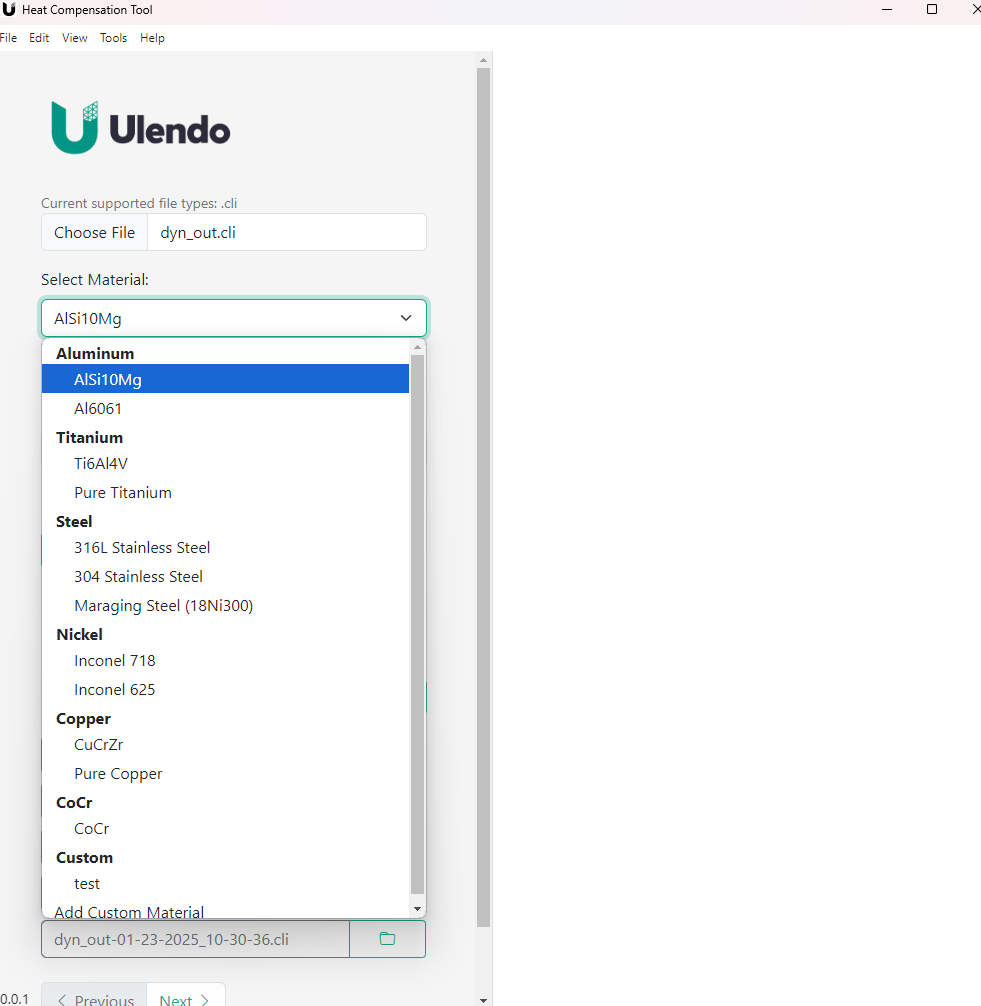 Heat Compensation Tool
File Edit View Tools Help
Ulendo
Current supported file types: .cli
Choose File dyn_out.cli
Select Material:
AlSi10Mg
Aluminum
AlSi10Mg
Al6061
Titanium
Ti6Al4V
Pure Titanium
Steel
316L Stainless Steel
304 Stainless Steel
Maraging Steel (18Ni300)
Nickel
Inconel 718
Inconel 625
Copper
CuCrZr
Pure Copper
CoCr
CoCr
Custom
test
Add Custom Material
dyn_out-01-23-2025_10-30-36.cli
0.0.1 Previous Next